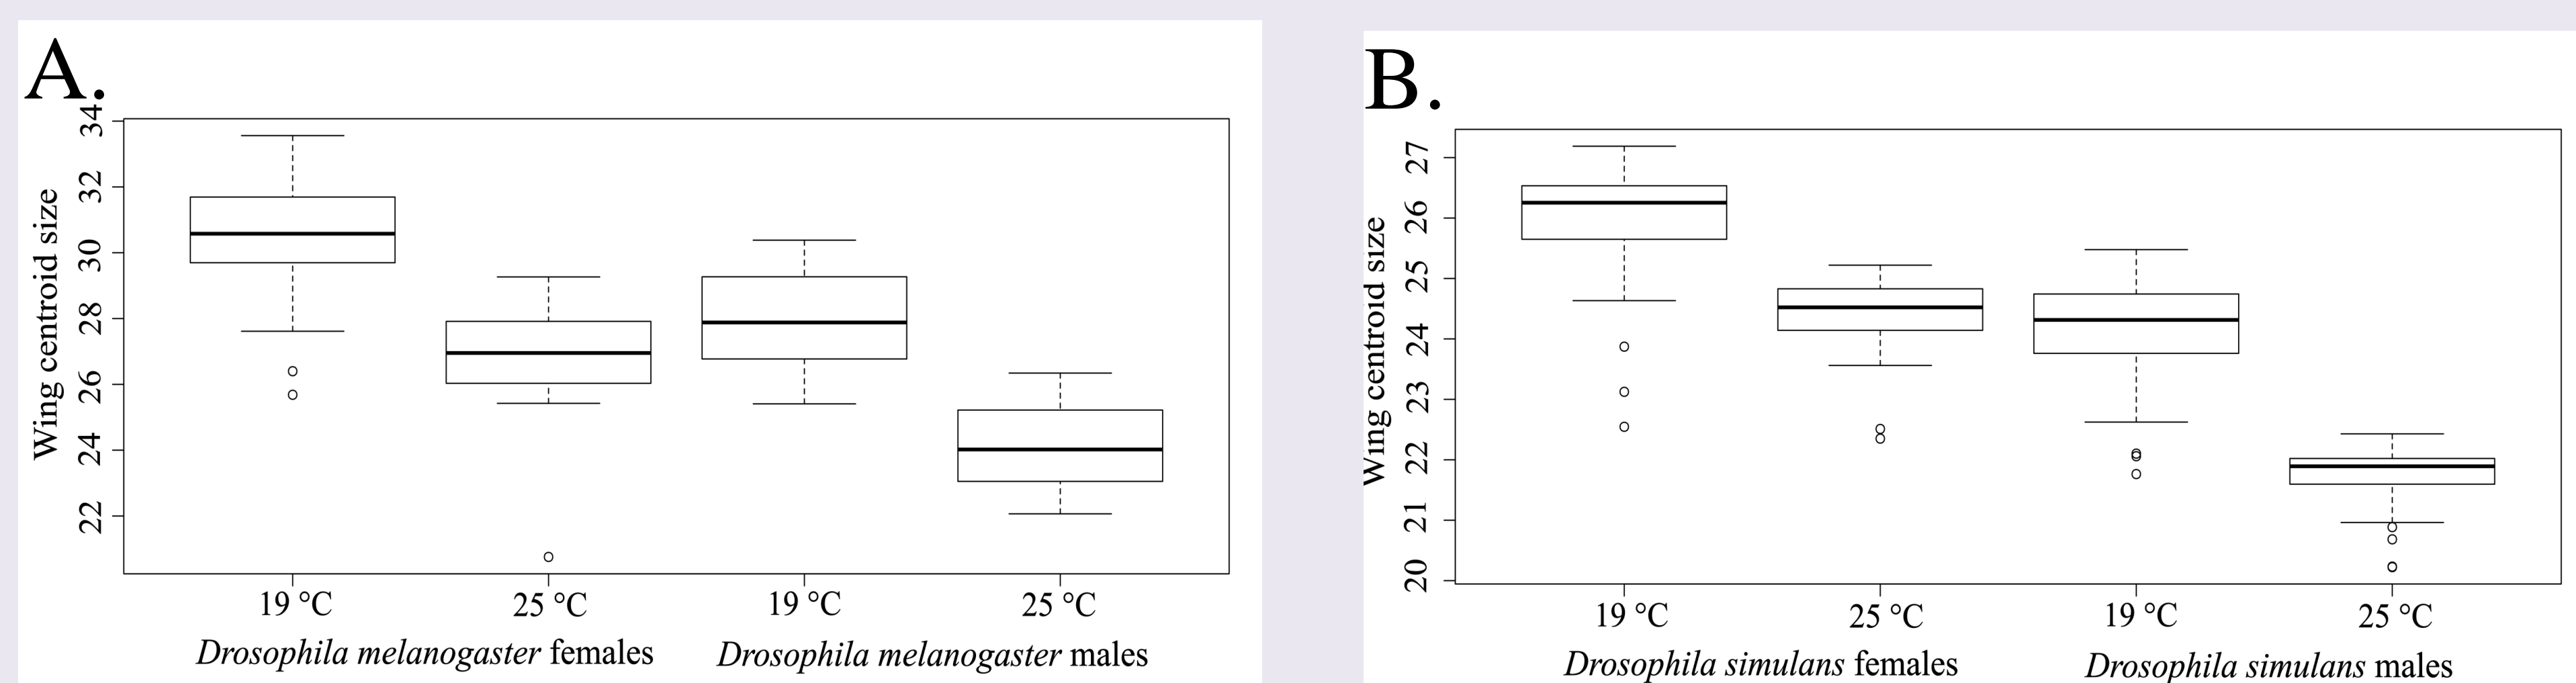 A.
Wing centroid size
34
32
30
28
26
24
22
19 °C 25 °C 19 °C 25 °C
Drosophila melanogaster females Drosophila melanogaster males
B.
Wing centroid size
27
26
25
24
23
22
21
20
19 °C 25 °C 19 °C 25 °C
Drosophila simulans females Drosophila simulans males